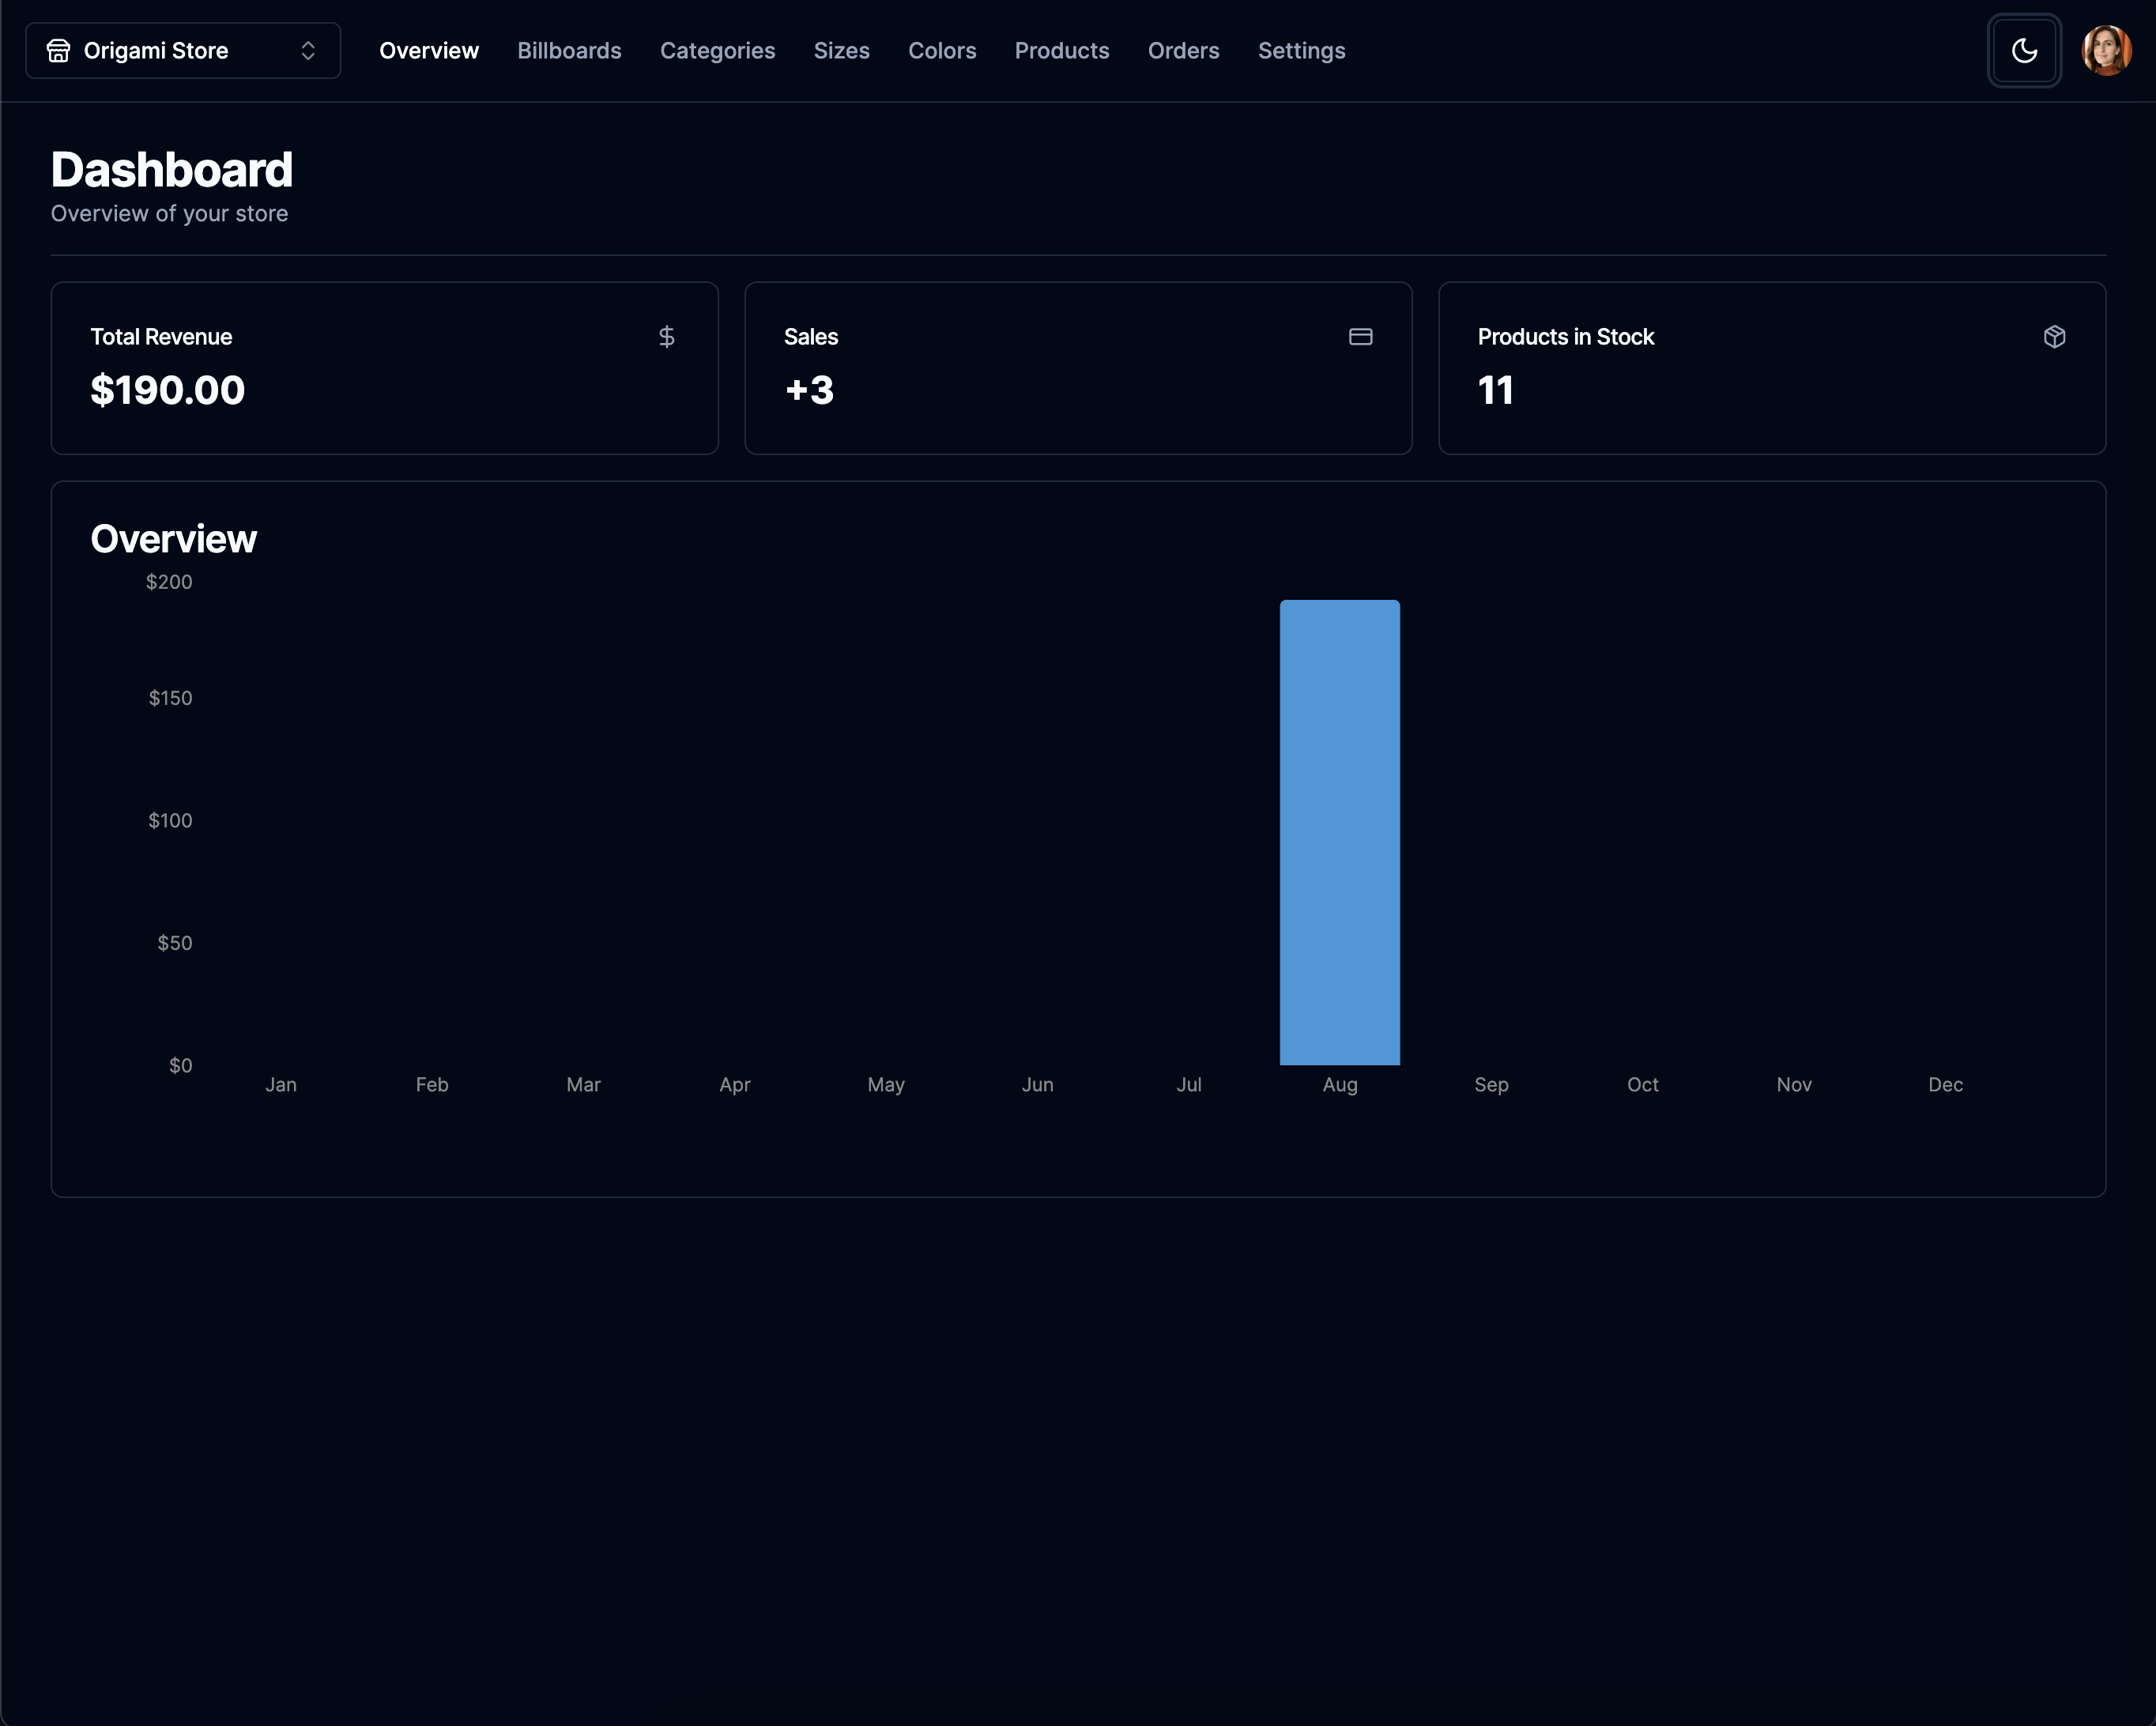 Origami Store Overview Billboards Categories Sizes Colors Products Orders Settings
Dashboard
Overview of your store
Total Revenue
$190.00
Sales
+3
Products in Stock
11
Overview
$200
$150
$100
$50
$0
Jan Feb Mar Apr May Jun Jul Aug Sep Oct Nov Dec